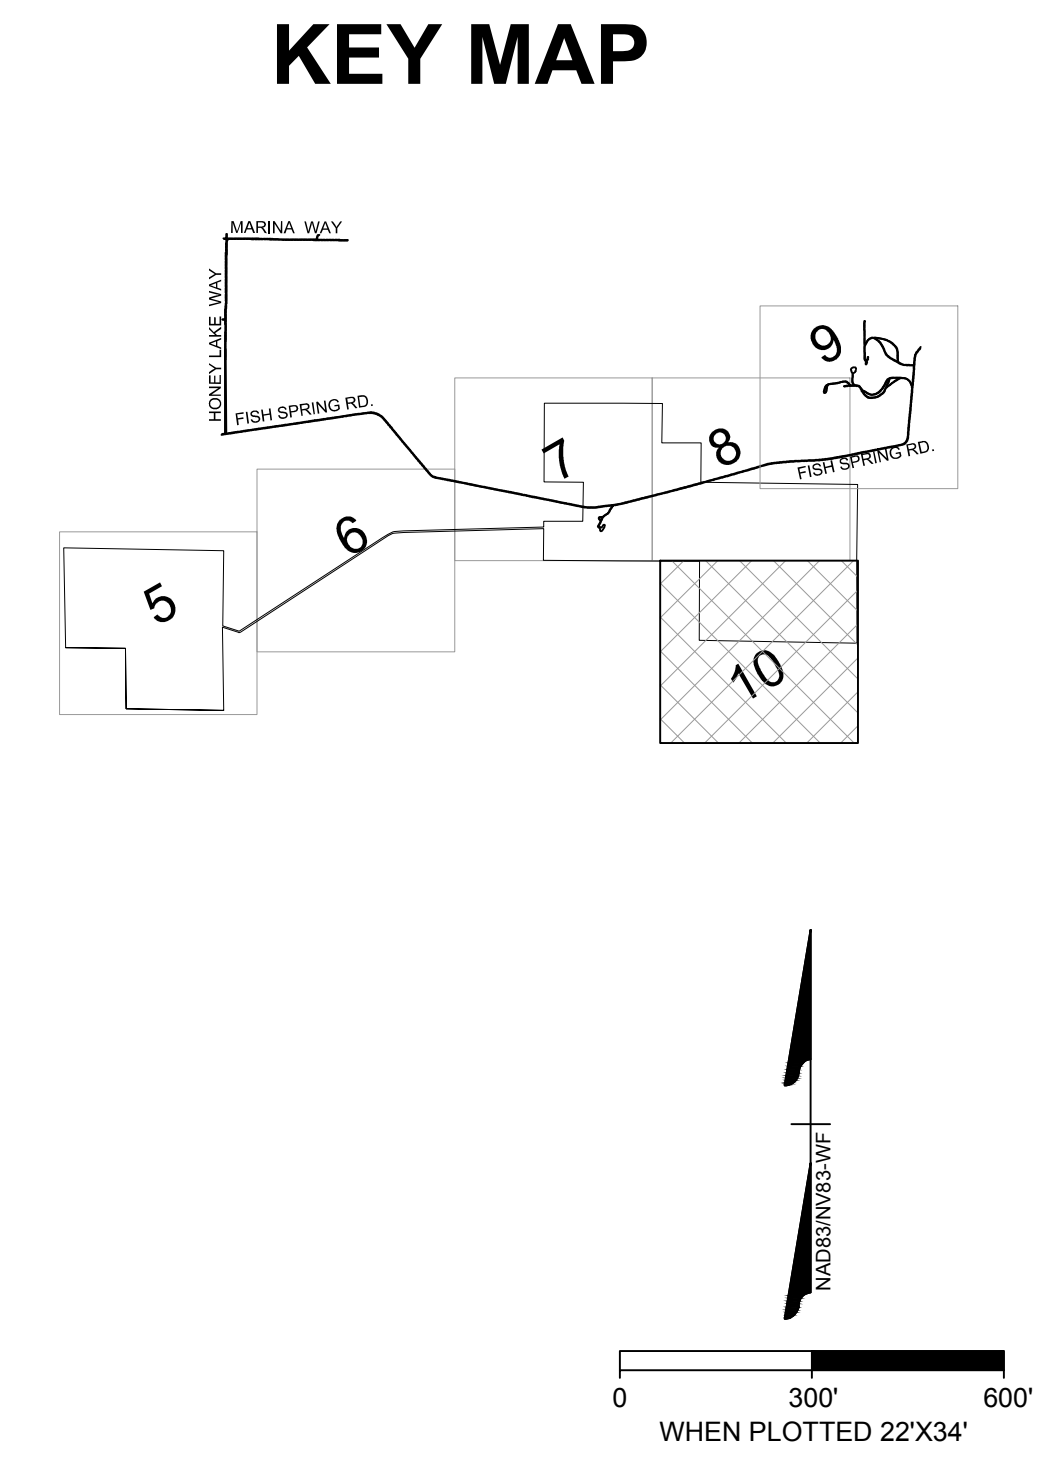 KEY MAP
MARINA WAY
HONEY LAKE WAY
FISH SPRING RD.
9
8
7
FISH SPRING RD.
6
5
10
NAD83/NV83-WF
0 300' 600'
WHEN PLOTTED 22'X34'